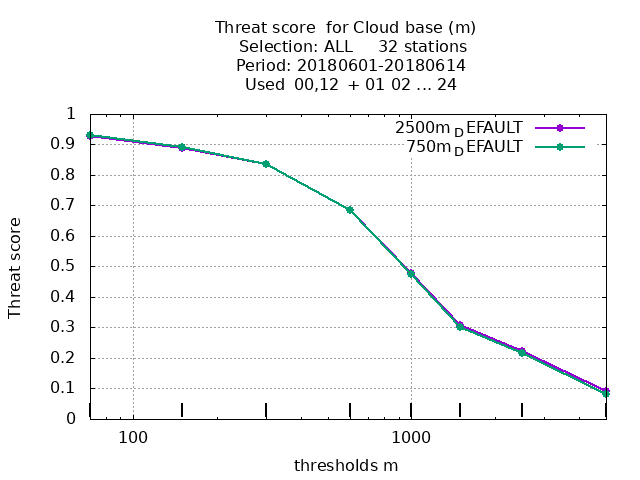 Threat score  for Cloud base (m)
Selection: ALL     32 stations
Period: 20180601-20180614
Used  00,12  + 01 02 ... 24
2500m_DEFAULT
750m_DEFAULT
1
0.9
0.8
0.7
0.6
0.5
0.4
0.3
0.2
0.1
0
Threat score
100
1000
thresholds m